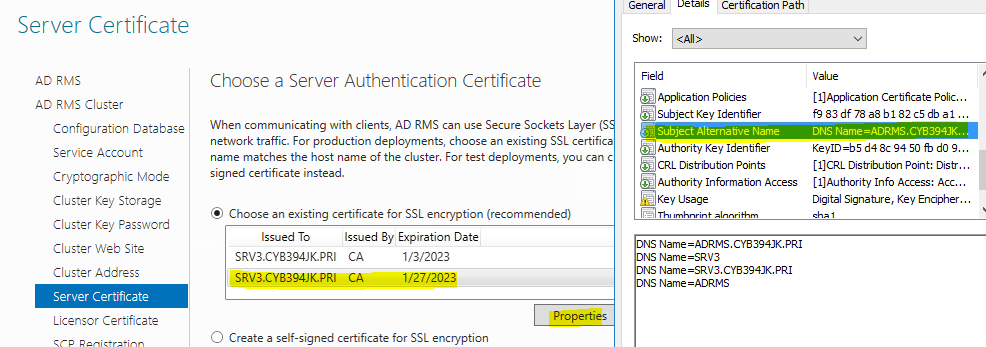 Server Certificate
AD RMS
AD RMS Cluster
Configuration Database
Service Account
Cryptographic Mode
Cluster Key Storage
Cluster Key Password
Cluster Web Site
Cluster Address
Server Certificate
Licensor Certificate
SCP Registration
Choose a Server Authentication Certificate
When communicating with clients, AD RMS can use Secure Sockets Layer (SS
network traffic. For production deployments, choose an existing SSL certifica
name matches the host name of the cluster. For test deployments, you can c
signed certificate instead.
Choose an existing certificate for SSL encryption (recommended)
Issued To Issued By Expiration Date
SRV3.CYB394JK.PRI CA 1/3/2023
SRV3.CYB394JK.PRI CA 1/27/2023
Properties
Create a self-signed certificate for SSL encryption
General Details Certification Path
Show: <All>
Field Value
Application Policies [1]Application Certificate Polic...
Subject Key Identifier f9 83 df 78 a8 b1 82 c5 db a1 ...
Subject Alternative Name DNS Name=ADRMS.CYB394JK...
Authority Key Identifier KeyID=b5 d4 8c 94 50 fb d0 9...
CRL Distribution Points [1]CRL Distribution Point: Distr...
Authority Information Access [1]Authority Info Access: Acc...
Key Usage Digital Signature, Key Encipher...
Thumbprint algorithm sha1
DNS Name=ADRMS.CYB394JK.PRI
DNS Name=SRV3
DNS Name=SRV3.CYB394JK.PRI
DNS Name=ADRMS